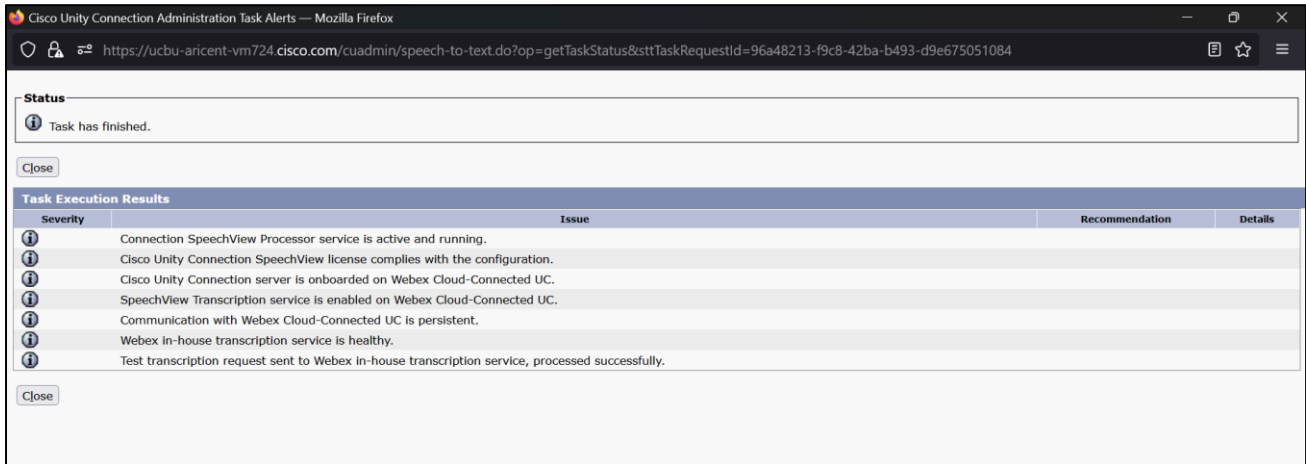 Cisco Unity Connection Administration Task Alerts — Mozilla Firefox
https://ucbu-aricent-vm724.cisco.com/cuadmin/speech-to-text.do?op=getTaskStatus&sttTaskRequestId=96a48213-f9c8-42ba-b493-d9e675051084
Status
Task has finished.
Close
Task Execution Results
Severity Issue Recommendation Details
Connection SpeechView Processor service is active and running.
Cisco Unity Connection SpeechView license complies with the configuration.
Cisco Unity Connection server is onboarded on Webex Cloud-Connected UC.
SpeechView Transcription service is enabled on Webex Cloud-Connected UC.
Communication with Webex Cloud-Connected UC is persistent.
Webex in-house transcription service is healthy.
Test transcription request sent to Webex in-house transcription service, processed successfully.
Close